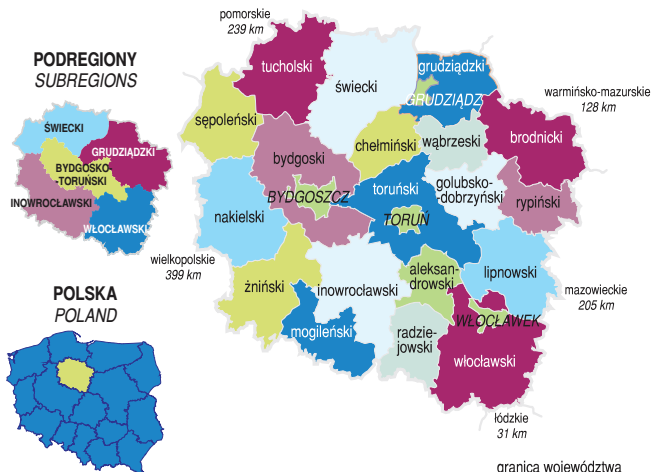 pomorskie
239 km
PODREGIONY
SUBREGIONS
tucholski
grudziądzki
świecki
GRUDZIĄDZ
warmińsko-mazurskie
128 km
sępoleński
ŚWIECKI
chełmiński
wąbrzeski
brodnicki
GRUDZIĄDZKI
bydgoski
BYDGOSKO-
TORUŃSKI
toruński
golubsko-
dobrzyński
INOWROCŁAWSKI
BYDGOSZCZ
rypiński
nakielski
TORUŃ
WŁOCŁAWSKI
wielkopolskie
399 km
aleksan-
drowski
lipnowski
żniński
inowrocławski
mazowieckie
205 km
POLSKA
POLAND
WŁOCŁAWEK
mogileński
radzie-
jowski
włocławski
łódzkie
31 km
granica województwa